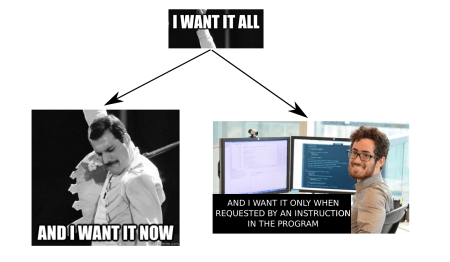 I WANT IT ALL
AND I WANT IT NOW
AND I WANT IT ONLY WHEN
REQUESTED BY AN INSTRUCTION
IN THE PROGRAM